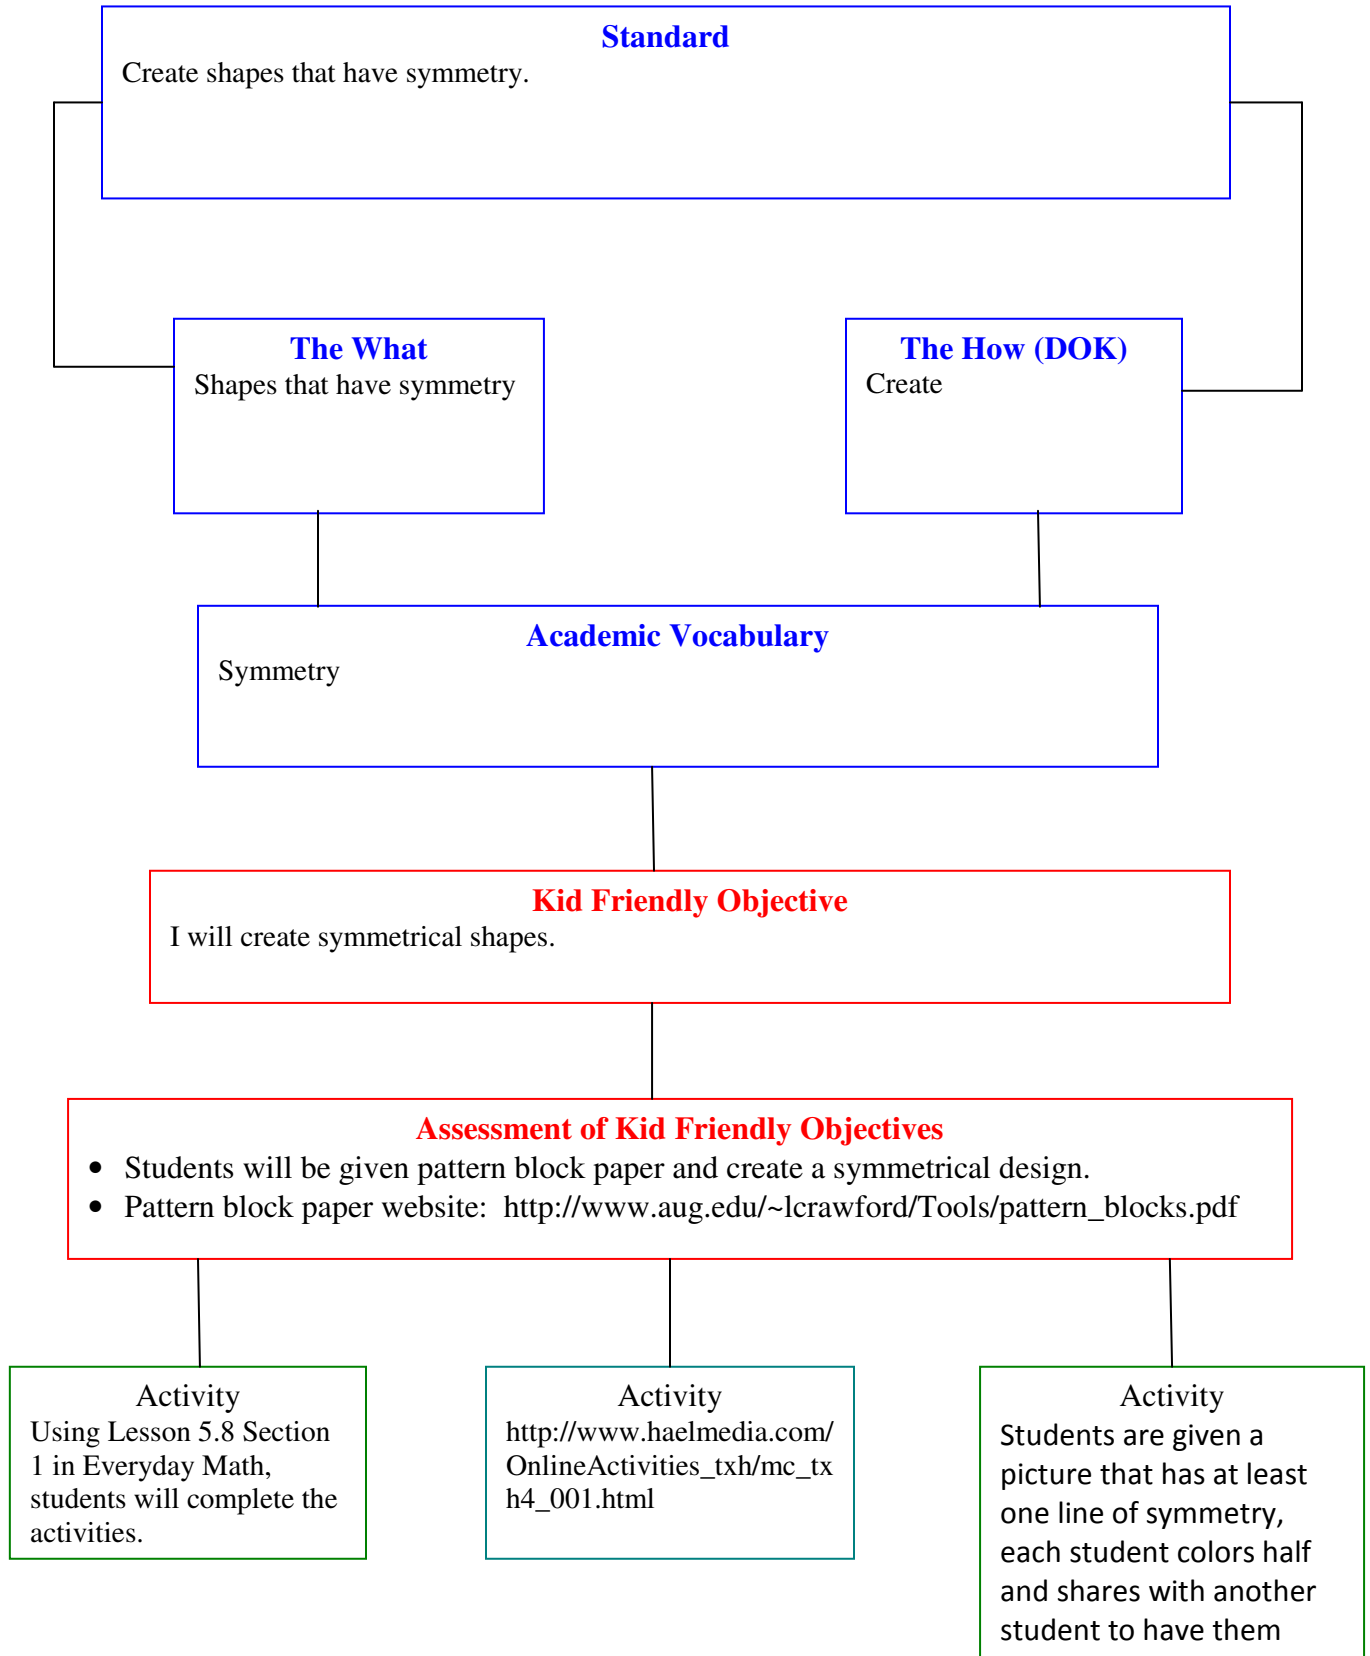 Standard
Create shapes that have symmetry.
The What
Shapes that have symmetry
The How (DOK)
Create
Academic Vocabulary
Symmetry
Kid Friendly Objective
I will create symmetrical shapes.
Assessment of Kid Friendly Objectives
• Students will be given pattern block paper and create a symmetrical design.
• Pattern block paper website:  http://www.aug.edu/~lcrawford/Tools/pattern_blocks.pdf
Activity
Using Lesson 5.8 Section
1 in Everyday Math,
students will complete the
activities.
Activity
http://www.haelmedia.com/
OnlineActivities_txh/mc_tx
h4_001.html
Activity
Students are given a
picture that has at least
one line of symmetry,
each student colors half
and shares with another
student to have them